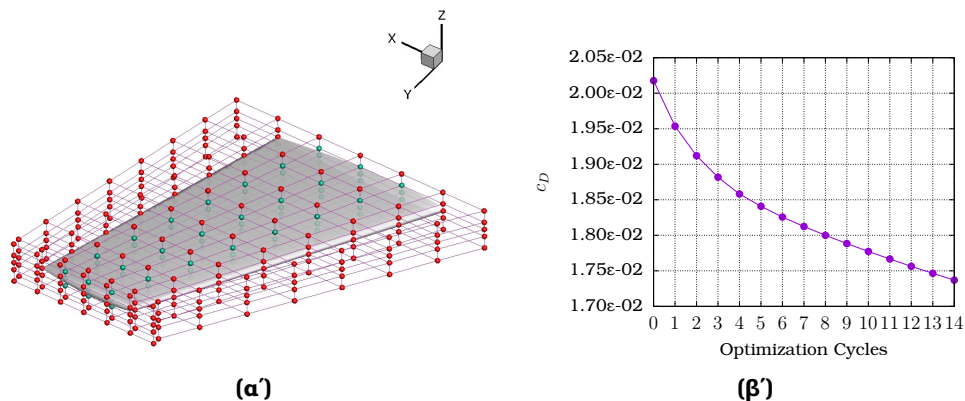 Z
X
Y
2.05ε-02
2.00ε-02
1.95ε-02
1.90ε-02
1.85ε-02
1.80ε-02
1.75ε-02
1.70ε-02
c_D
0 1 2 3 4 5 6 7 8 9 10 11 12 13 14
Optimization Cycles
(α′)
(β′)